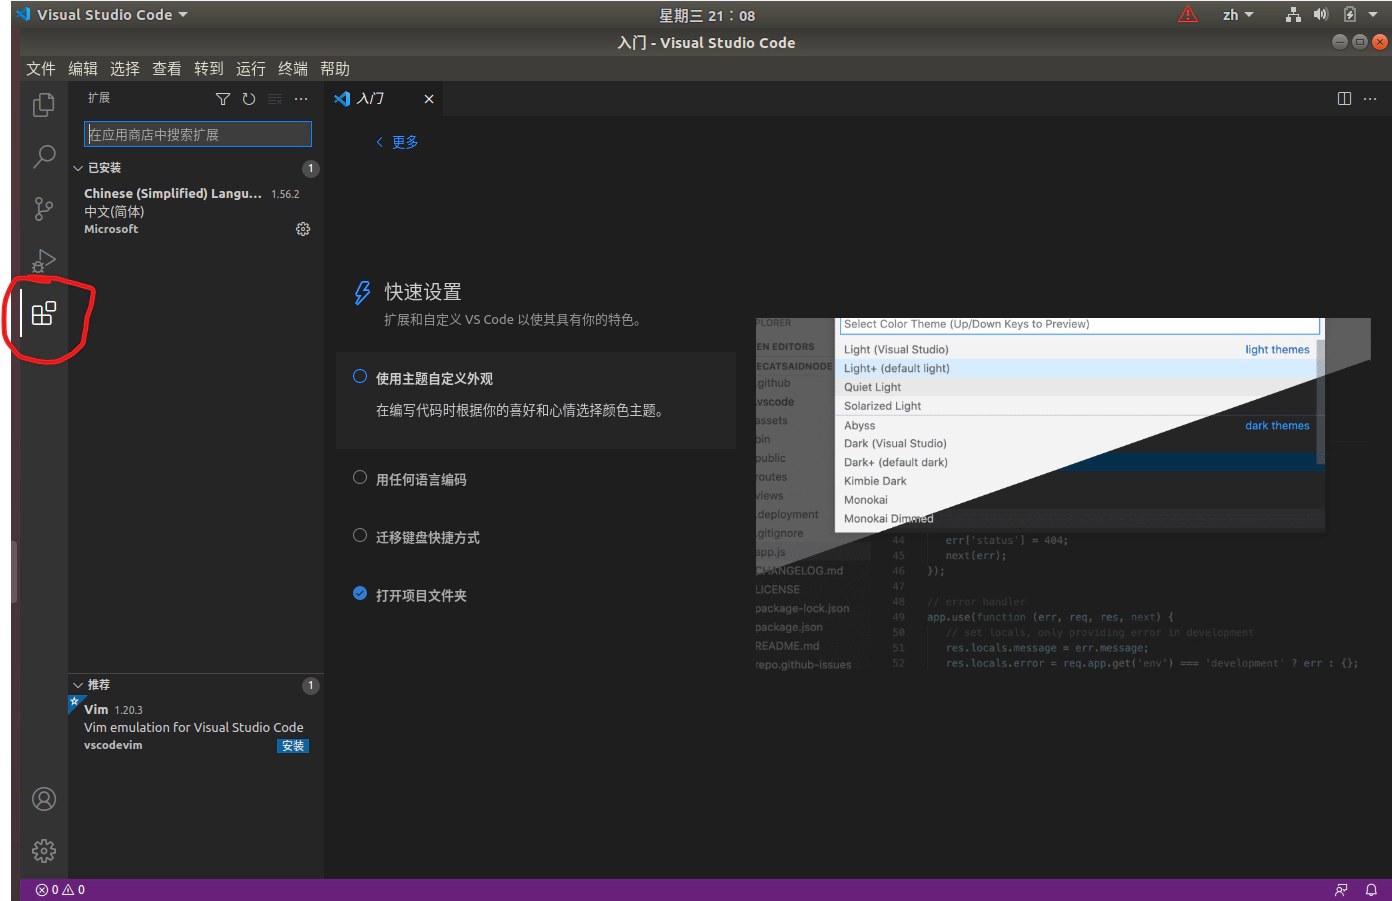 Visual Studio Code
星期三 21：08
zh
入门 - Visual Studio Code
文件 编辑 选择 查看 转到 运行 终端 帮助
扩展
在应用商店中搜索扩展
已安装
1
Chinese (Simplified) Langu... 1.56.2
中文(简体)
Microsoft
推荐
1
Vim 1.20.3
Vim emulation for Visual Studio Code
vscodevim
安装
入门
更多
快速设置
扩展和自定义 VS Code 以使其具有你的特色。
使用主题自定义外观
在编写代码时根据你的喜好和心情选择颜色主题。
用任何语言编码
迁移键盘快捷方式
打开项目文件夹
PLORER
EN EDITORS
ECATSAIDNODE
.github
.vscode
assets
bin
public
routes
views
.deployment
.gitignore
app.js
CHANGELOG.md
LICENSE
package-lock.json
package.json
README.md
repo.github-issues
Select Color Theme (Up/Down Keys to Preview)
Light (Visual Studio) light themes
Light+ (default light)
Quiet Light
Solarized Light
Abyss dark themes
Dark (Visual Studio)
Dark+ (default dark)
Kimbie Dark
Monokai
Monokai Dimmed
44 err['status'] = 404;
45 next(err);
46 });
47
48 // error handler
49 app.use(function (err, req, res, next) {
50 // set locals, only providing error in development
51 res.locals.message = err.message;
52 res.locals.error = req.app.get('env') === 'development' ? err : {};
0 0